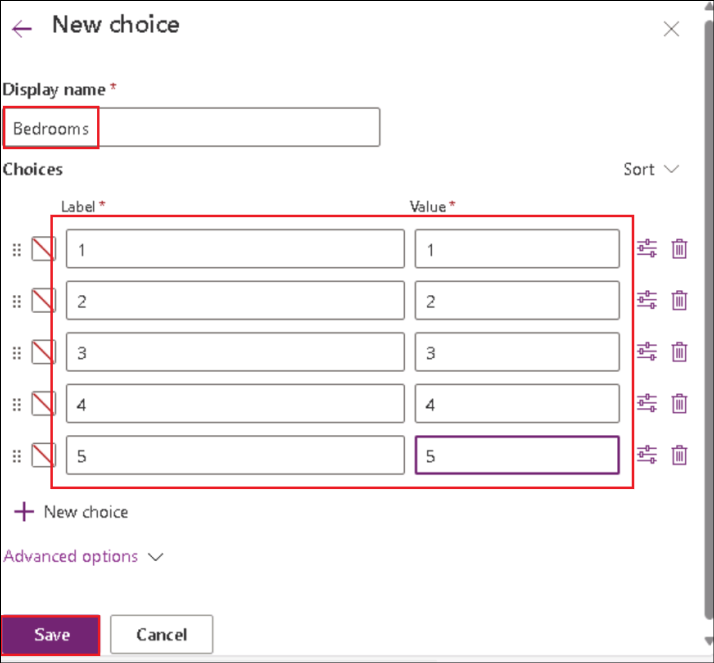 New choice
Display name *
Bedrooms
Choices
Sort
Label * Value *
1 1
2 2
3 3
4 4
5 5
New choice
Advanced options
Save Cancel